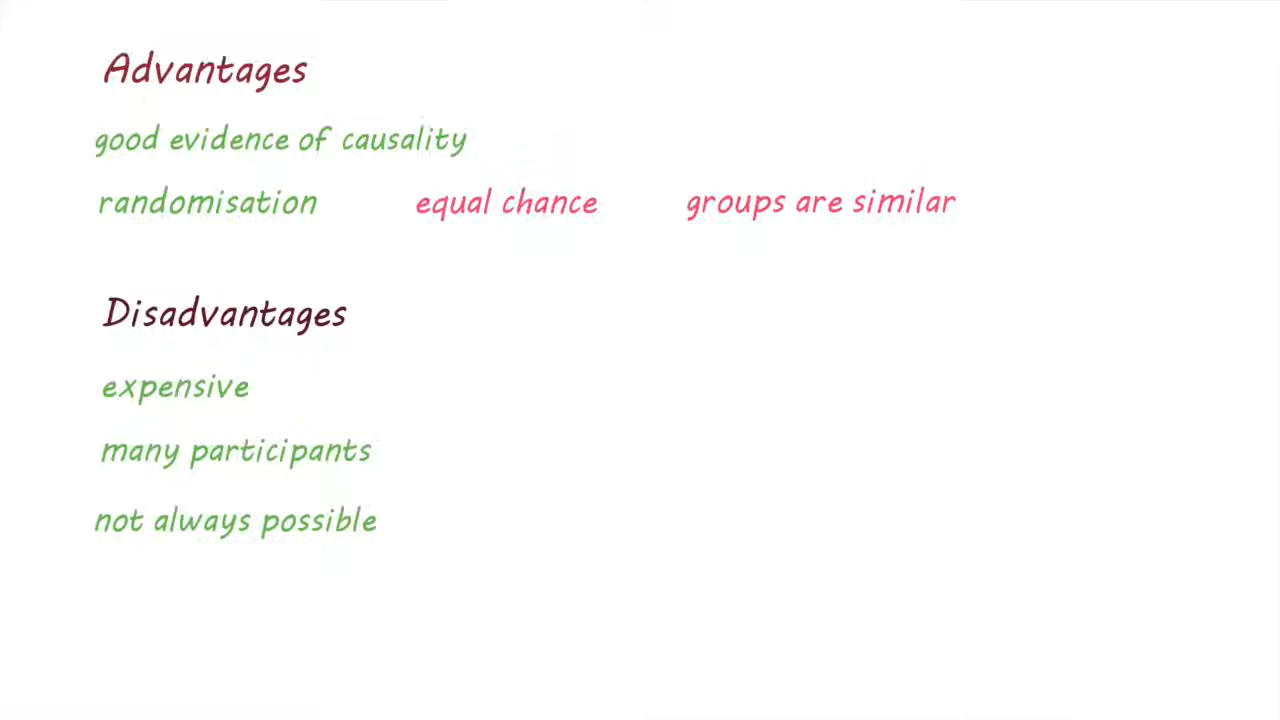 Advantages
good evidence of causality
randomisation equal chance groups are similar
Disadvantages
expensive
many participants
not always possible